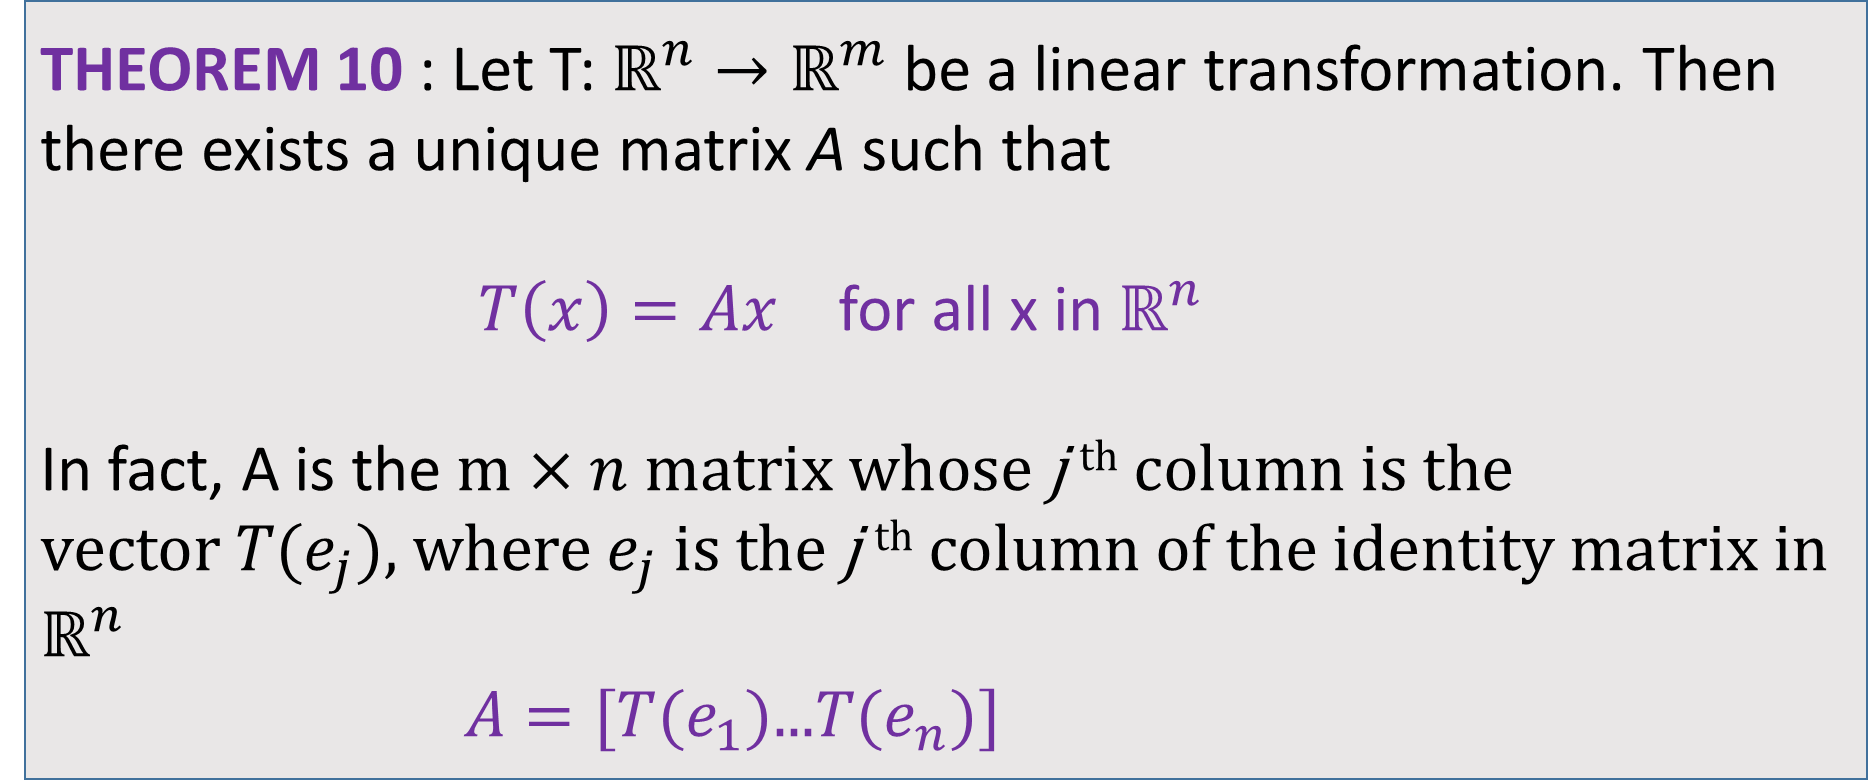 THEOREM 10 : Let T: ℝⁿ → ℝᵐ be a linear transformation. Then
there exists a unique matrix A such that
T(x) = Ax for all x in ℝⁿ
In fact, A is the m × n matrix whose jᵗʰ column is the
vector T(eⱼ), where eⱼ is the jᵗʰ column of the identity matrix in
ℝⁿ
A = [T(e₁)...T(eₙ)]